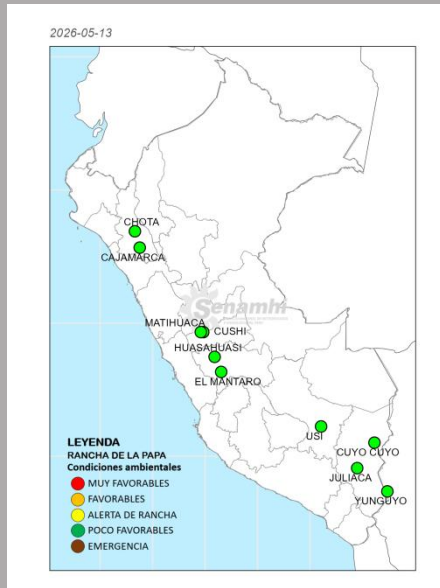 2026-05-13
CHOTA
CAJAMARCA
Senamhi
MATIHUACA
CUSHI
HUASAHUASI
EL MANTARO
USI
CUYO CUYO
JULIACA
YUNGUYO
LEYENDA
RANCHA DE LA PAPA
Condiciones ambientales
MUY FAVORABLES
FAVORABLES
ALERTA DE RANCHA
POCO FAVORABLES
EMERGENCIA